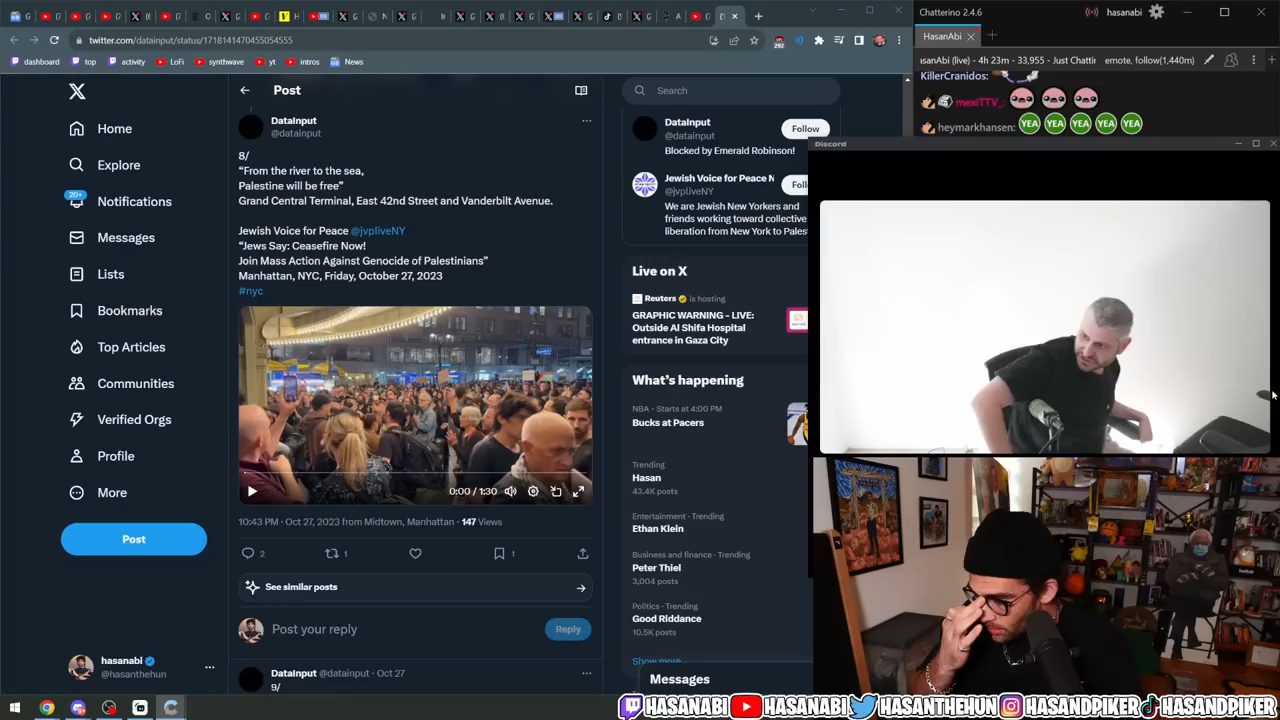 twitter.com/datainput/status/1718141470455054555
292
dashboard
top
activity
LoFi
synthwave
yt
intros
News
Home
Explore
20+
Notifications
Messages
Lists
Bookmarks
Top Articles
Communities
Verified Orgs
Profile
More
Post
hasanabi
@hasanthehun
Post
DataInput
@datainput
8/
“From the river to the sea,
Palestine will be free”
Grand Central Terminal, East 42nd Street and Vanderbilt Avenue.
Jewish Voice for Peace @jvpliveNY
“Jews Say: Ceasefire Now!
Join Mass Action Against Genocide of Palestinians”
Manhattan, NYC, Friday, October 27, 2023
#nyc
0:00 / 1:30
10:43 PM · Oct 27, 2023 from Midtown, Manhattan · 147 Views
2
1
1
See similar posts
Post your reply
Reply
DataInput @datainput · Oct 27
9/
Search
DataInput
@datainput
Follow
Blocked by Emerald Robinson!
Jewish Voice for Peace N
@jvpliveNY
Foll
We are Jewish New Yorkers and
friends working toward collective
liberation from New York to Pales
Live on X
Reuters is hosting
GRAPHIC WARNING – LIVE:
Outside Al Shifa Hospital
entrance in Gaza City
What's happening
NBA · Starts at 4:00 PM
Bucks at Pacers
Trending
Hasan
43.4K posts
Entertainment · Trending
Ethan Klein
Business and finance · Trending
Peter Thiel
3,004 posts
Politics · Trending
Good Riddance
10.5K posts
Show more
Messages
Chatterino 2.4.6
hasanabi
HasanAbi
sanAbi (live) - 4h 23m - 33,955 - Just Chattir
emote, follow(1,440m)
KillerCranidos:
mexiTTV_:
heymarkhansen: YEA YEA YEA YEA YEA
Discord
HASANABI
HASANABI
HASANTHEHUN
HASANDPIKER
HASANDPIKER